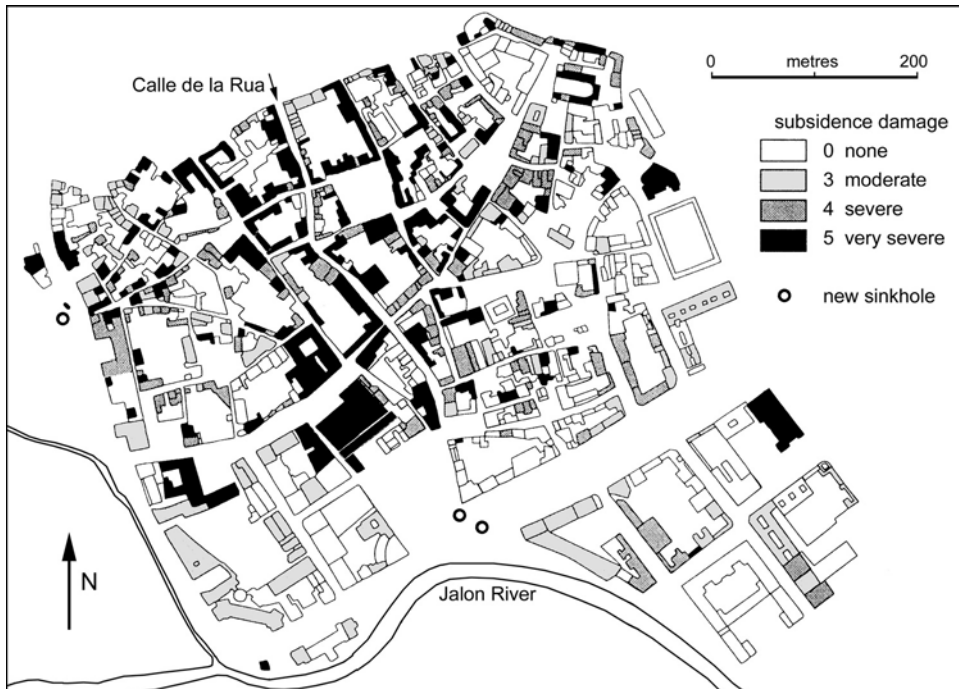 Calle de la Rua
0 metres 200
subsidence damage
0 none
3 moderate
4 severe
5 very severe
new sinkhole
N
Jalon River